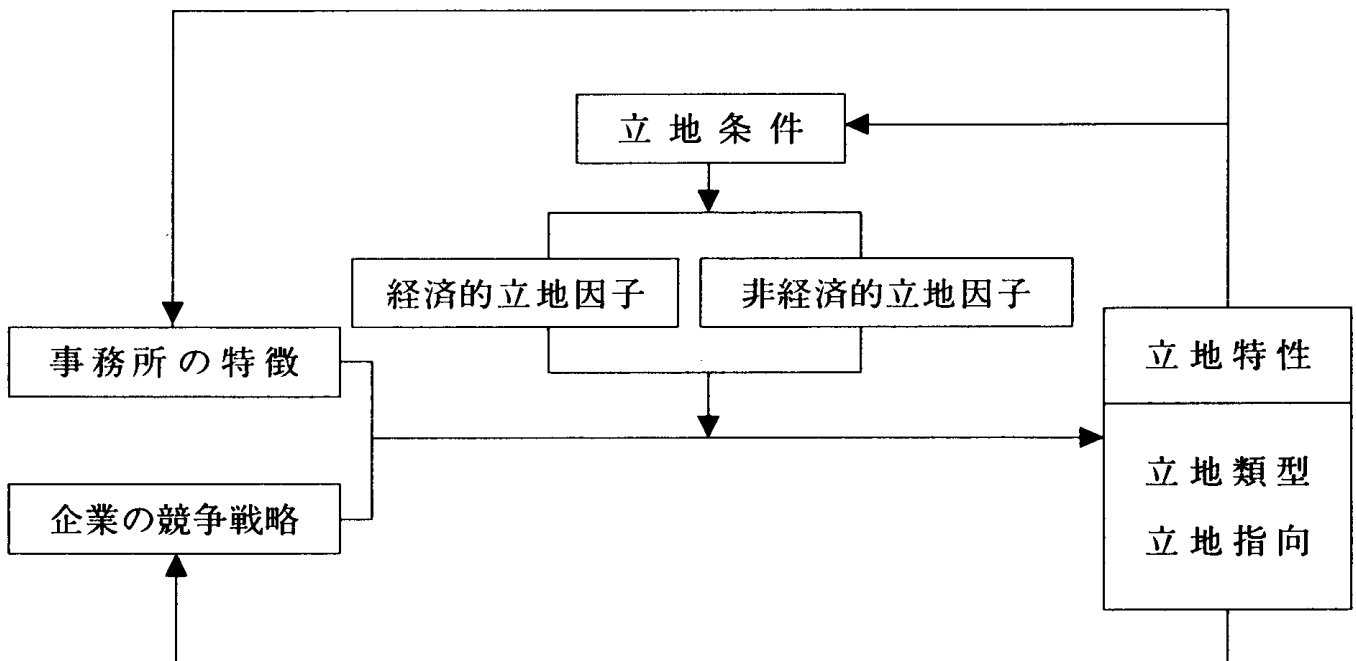 立地条件
経済的立地因子
非経済的立地因子
事務所の特徴
立地特性
企業の競争戦略
立地類型
立地指向